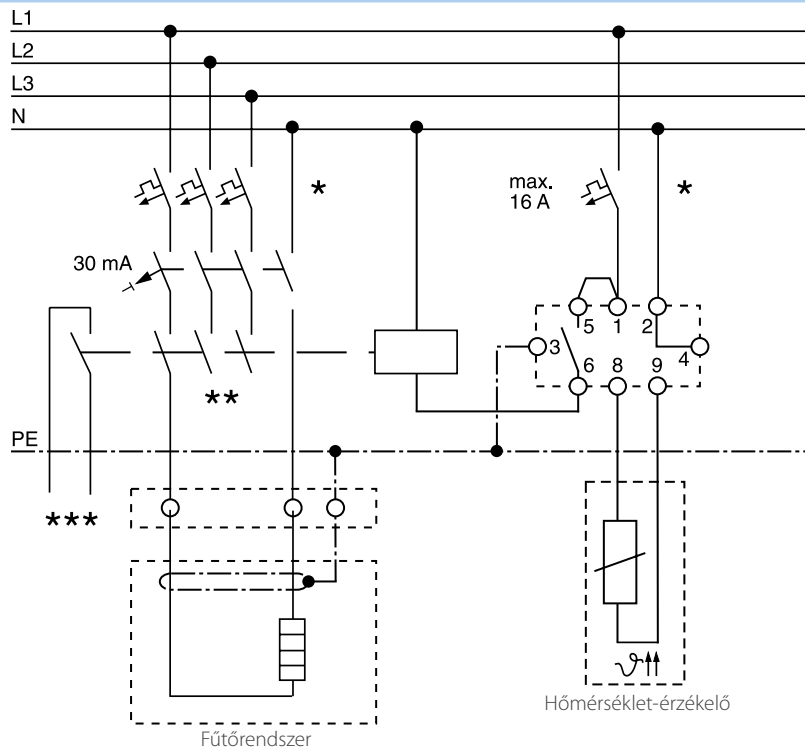 L1
L2
L3
N
*
max.
16 A
*
30 mA
5
1
2
3
4
6
8
9
**
PE
***
ϑ
Hőmérséklet-érzékelő
Fűtőrendszer